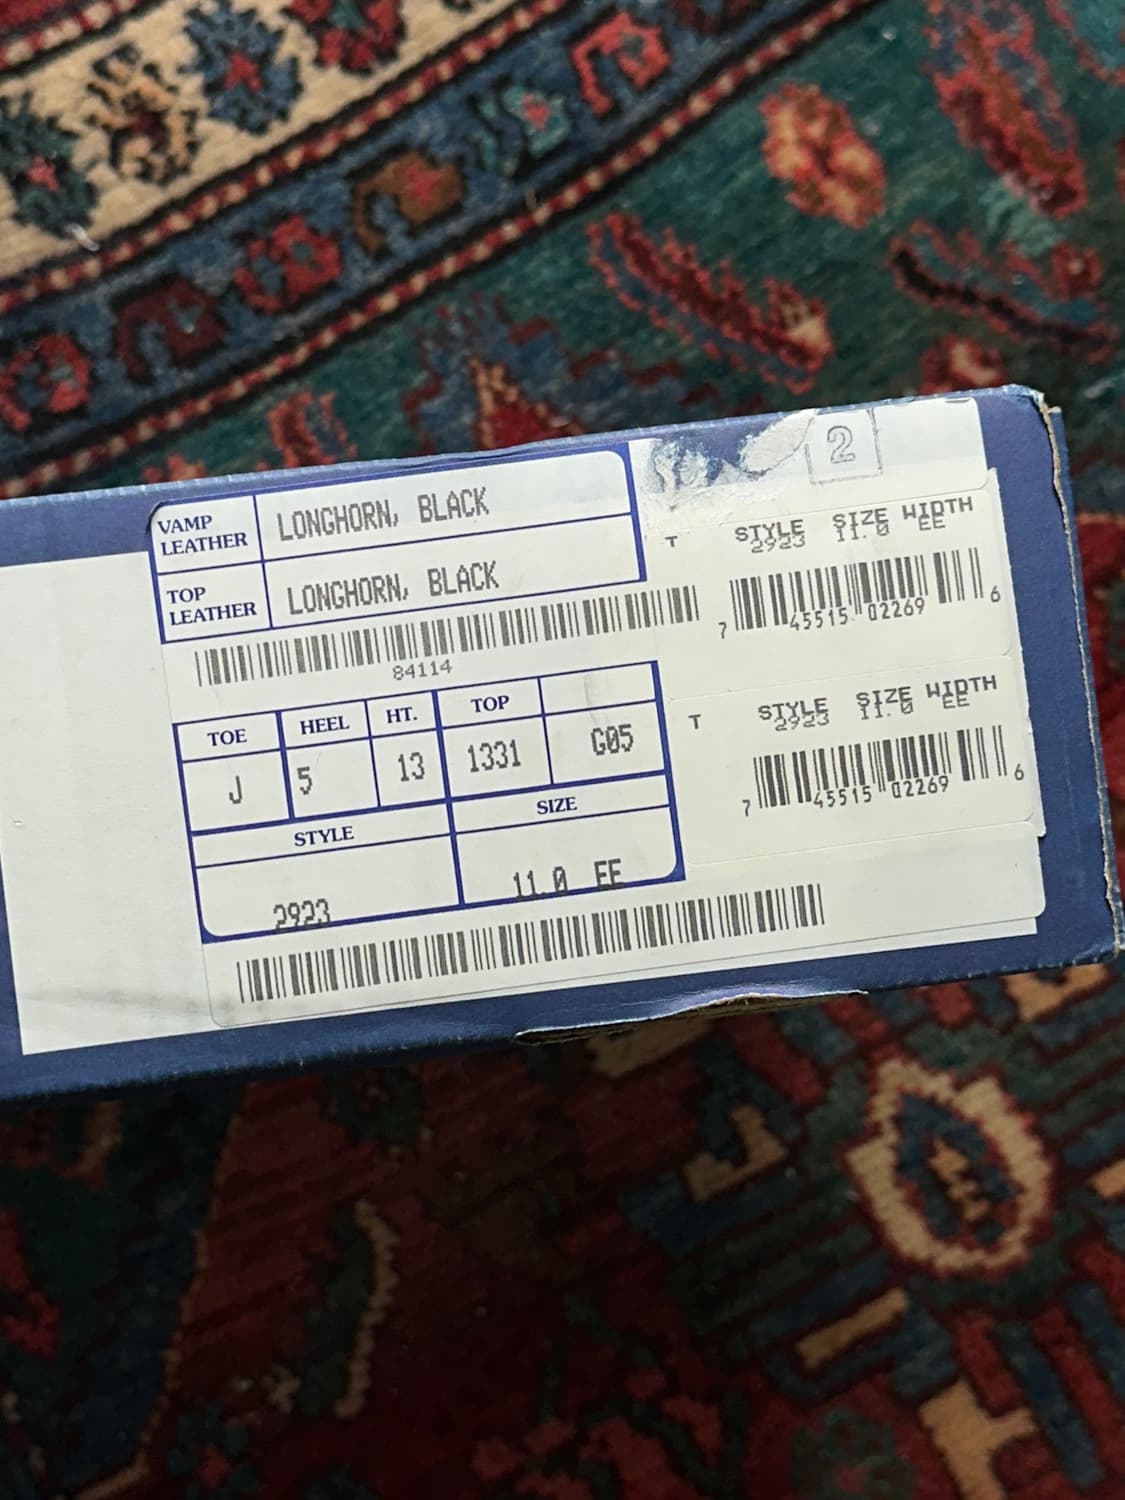 VAMP LEATHER
LONGHORN, BLACK
TOP LEATHER
LONGHORN, BLACK
84114
TOE HEEL HT. TOP
J 5 13 1331 G05
STYLE SIZE
2923 11.0 EE
2
T STYLE SIZE WIDTH
2923 11.0 EE
7 45515 02269 6
T STYLE SIZE WIDTH
2923 11.0 EE
7 45515 02269 6